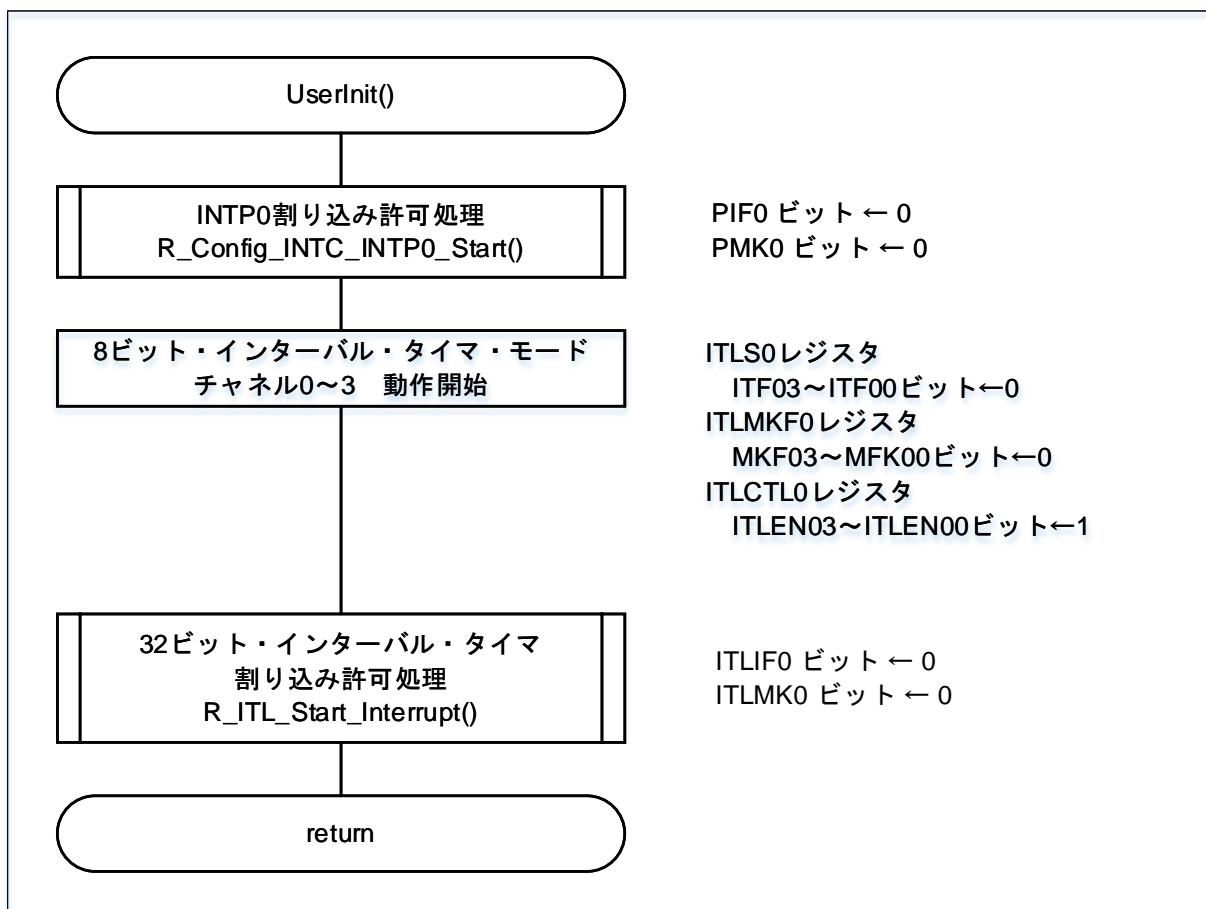 UserInit()
INTP0割り込み許可処理
R_Config_INTC_INTP0_Start()
PIF0 ビット ← 0
PMK0 ビット ← 0
8ビット・インターバル・タイマ・モード
チャネル0～3　動作開始
ITLS0レジスタ
ITF03～ITF00ビット←0
ITLMKF0レジスタ
MKF03～MFK00ビット←0
ITLCTL0レジスタ
ITLEN03～ITLEN00ビット←1
32ビット・インターバル・タイマ
割り込み許可処理
R_ITL_Start_Interrupt()
ITLIF0 ビット ← 0
ITLMK0 ビット ← 0
return